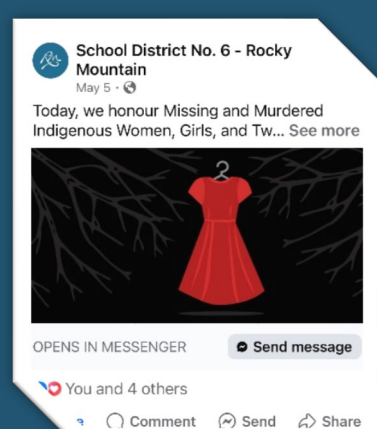 School District No. 6 - Rocky
Mountain
May 5 ·
Today, we honour Missing and Murdered
Indigenous Women, Girls, and Tw... See more
OPENS IN MESSENGER
Send message
You and 4 others
Comment Send Share